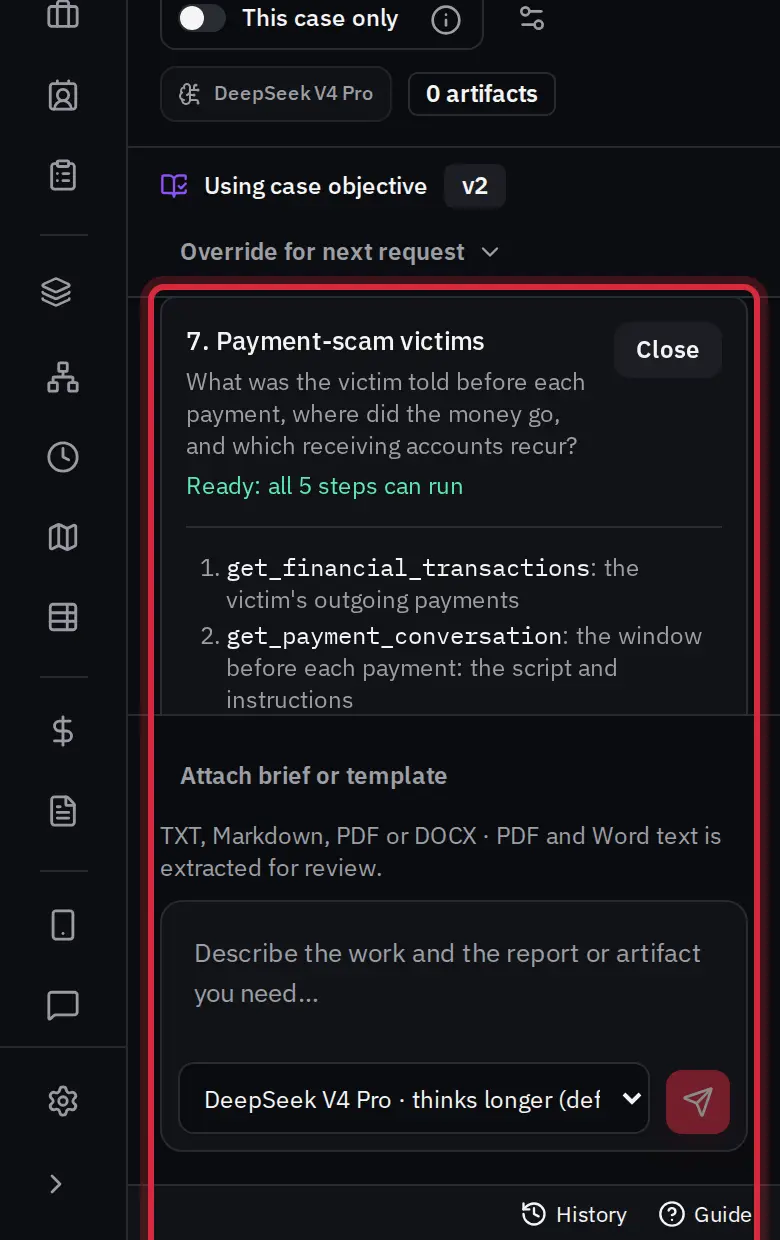 This case only
DeepSeek V4 Pro
0 artifacts
Using case objective
v2
Override for next request
7. Payment-scam victims
Close
What was the victim told before each
payment, where did the money go,
and which receiving accounts recur?
Ready: all 5 steps can run
1. get_financial_transactions: the
victim's outgoing payments
2. get_payment_conversation: the window
before each payment: the script and
instructions
Attach brief or template
TXT, Markdown, PDF or DOCX · PDF and Word text is
extracted for review.
Describe the work and the report or artifact
you need...
DeepSeek V4 Pro · thinks longer (def
History
Guide